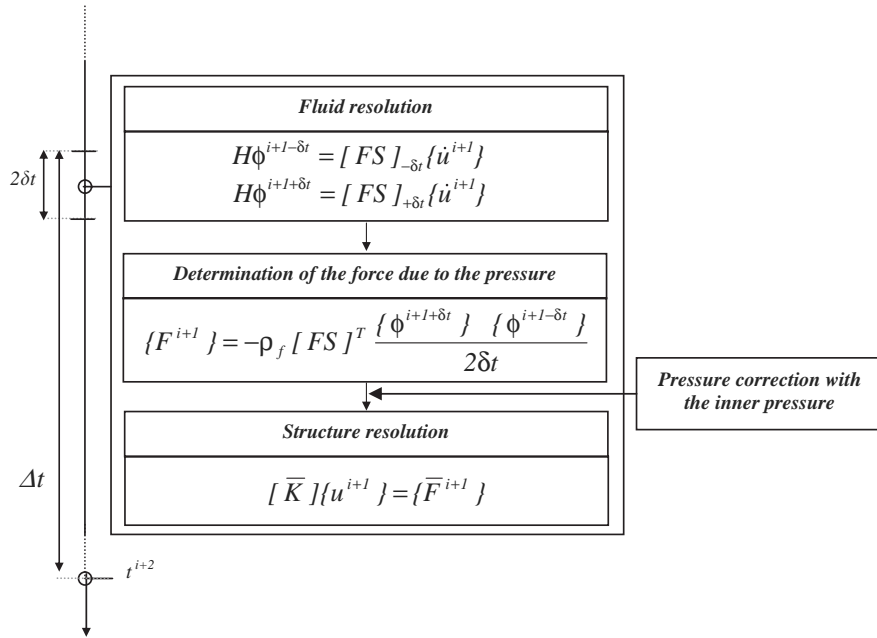 Fluid resolution
Hϕ^{i+1-δt} = [ FS ]_{-δt} {u̇^{i+1}}
Hϕ^{i+1+δt} = [ FS ]_{+δt} {u̇^{i+1}}
2δt
Determination of the force due to the pressure
{F^{i+1} } = -ρ_f [ FS ]^T \frac{{ ϕ^{i+1+δt} } { ϕ^{i+1-δt} }}{2δt}
Pressure correction with
the inner pressure
Structure resolution
[ K̅ ]{u^{i+1} } = {F̅^{i+1} }
Δt
t^{i+2}